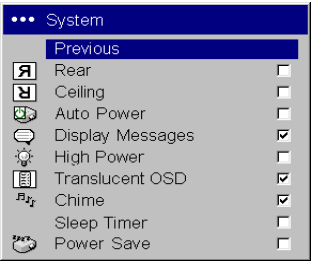 ••• System
Previous
Rear
Ceiling
Auto Power
Display Messages
High Power
Translucent OSD
Chime
Sleep Timer
Power Save